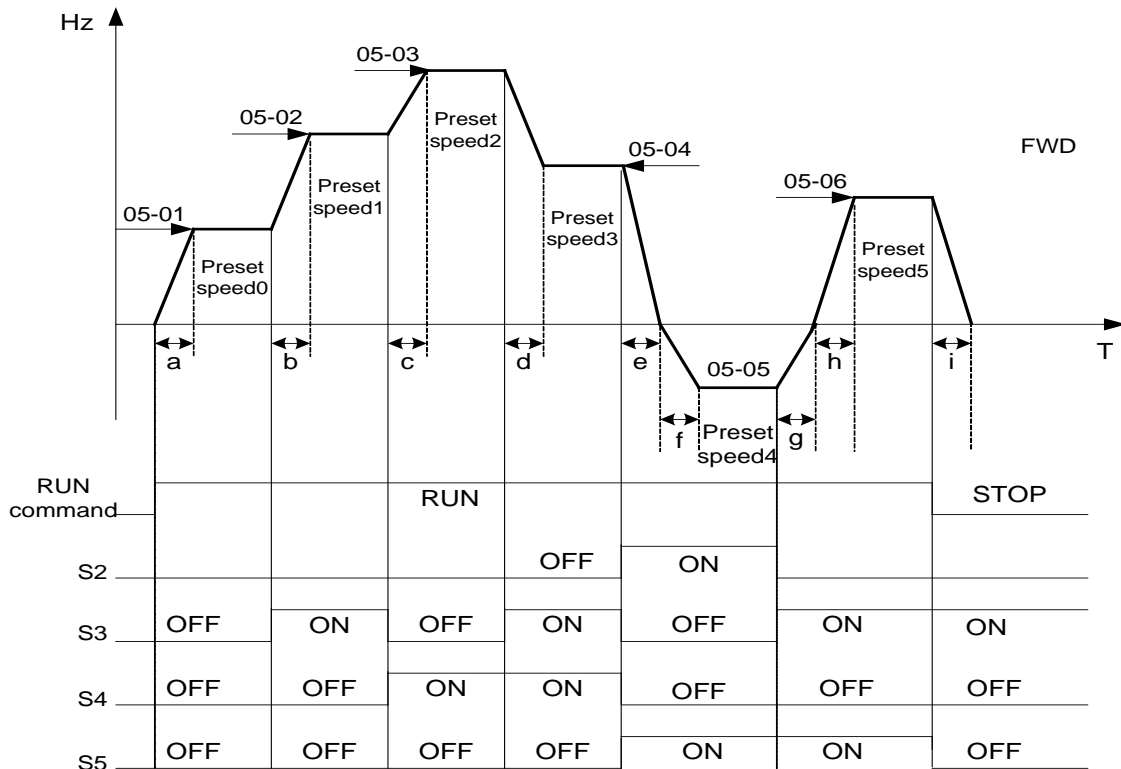 Hz
05-03
05-02
Preset
speed2
05-04
FWD
Preset
speed1
05-06
05-01
Preset
speed3
Preset
speed0
Preset
speed5
a
b
c
d
e
05-05
h
i
T
f
Preset
speed4
g
RUN
command
RUN
STOP
S2
OFF
ON
S3
OFF
ON
OFF
ON
OFF
ON
ON
S4
OFF
OFF
ON
ON
OFF
OFF
OFF
S5
OFF
OFF
OFF
OFF
ON
ON
OFF